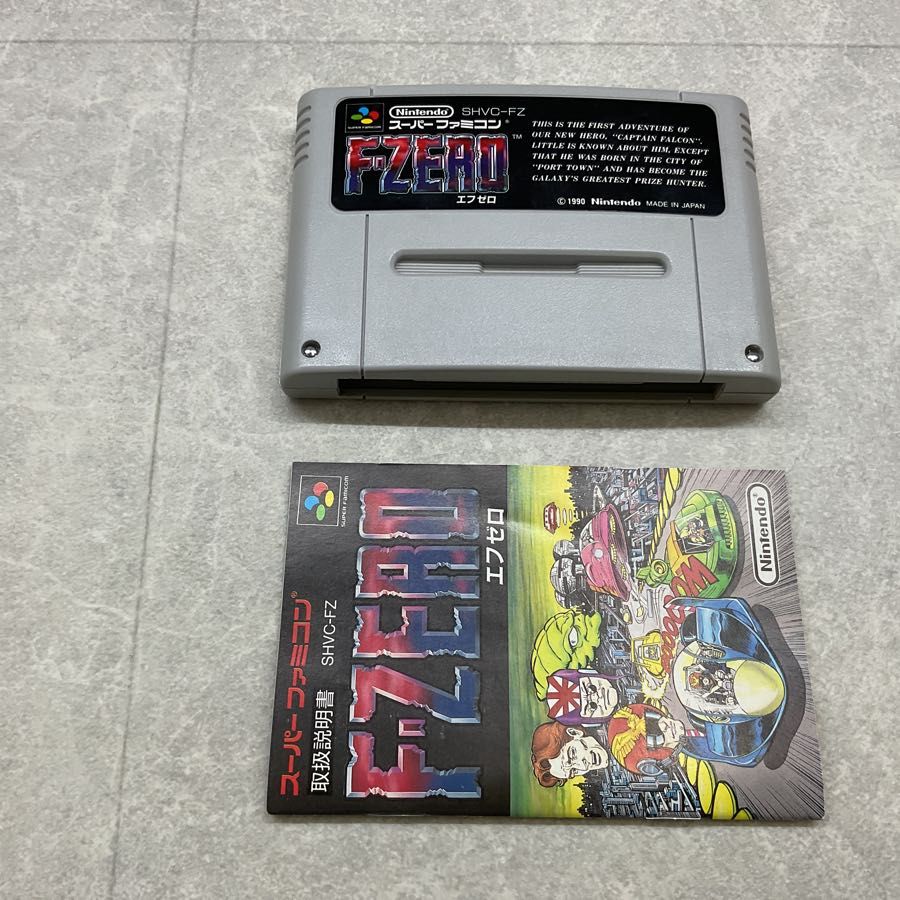 SUPER FAMICOM
Nintendo SHVC-FZ
スーパーファミコン®
F-ZERO™
エフゼロ
THIS IS THE FIRST ADVENTURE OF
OUR NEW HERO, "CAPTAIN FALCON".
LITTLE IS KNOWN ABOUT HIM, EXCEPT
THAT HE WAS BORN IN THE CITY OF
"PORT TOWN" AND HAS BECOME THE
GALAXY'S GREATEST PRIZE HUNTER.
© 1990 Nintendo MADE IN JAPAN
SUPER FAMICOM
スーパーファミコン®
取扱説明書 SHVC-FZ
F-ZERO
エフゼロ
Nintendo®